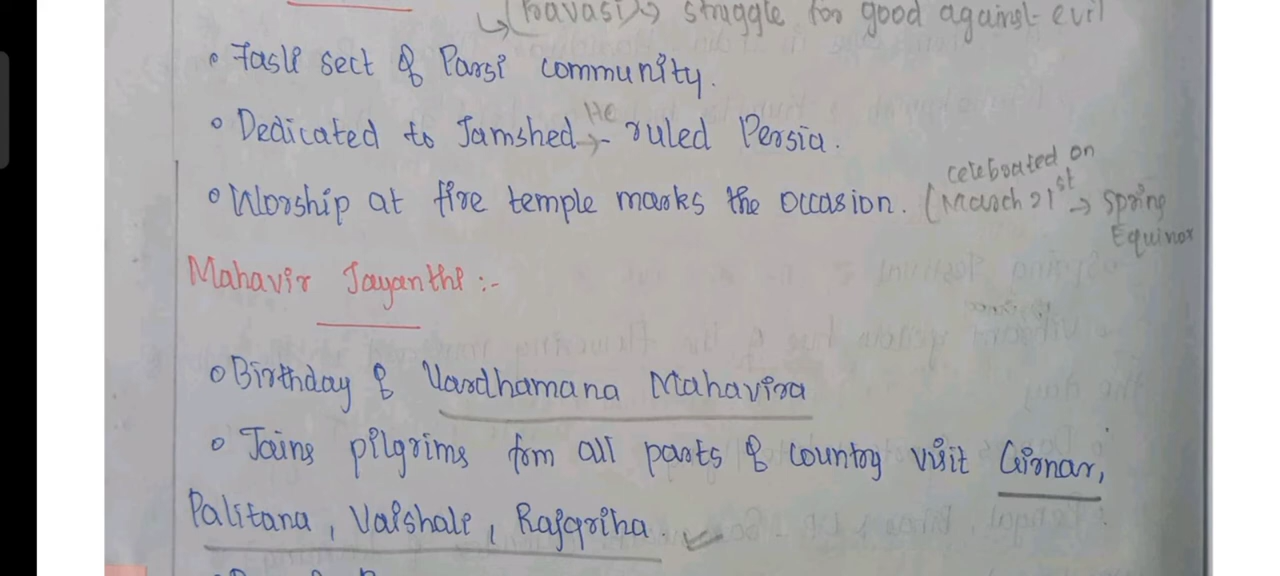 struggle for good against evil
• Fasli sect of Parsi community.
• Dedicated to Jamshed → He ruled Persia.
• Worship at fire temple marks the occasion. (celebrated on March 21st → Spring Equinox
Mahavir Jayanthi :-
• Birthday of Vardhamana Mahavira
• Jains pilgrims form all parts of country visit Girnar,
Palitana, Vaishali, Rajgriha.